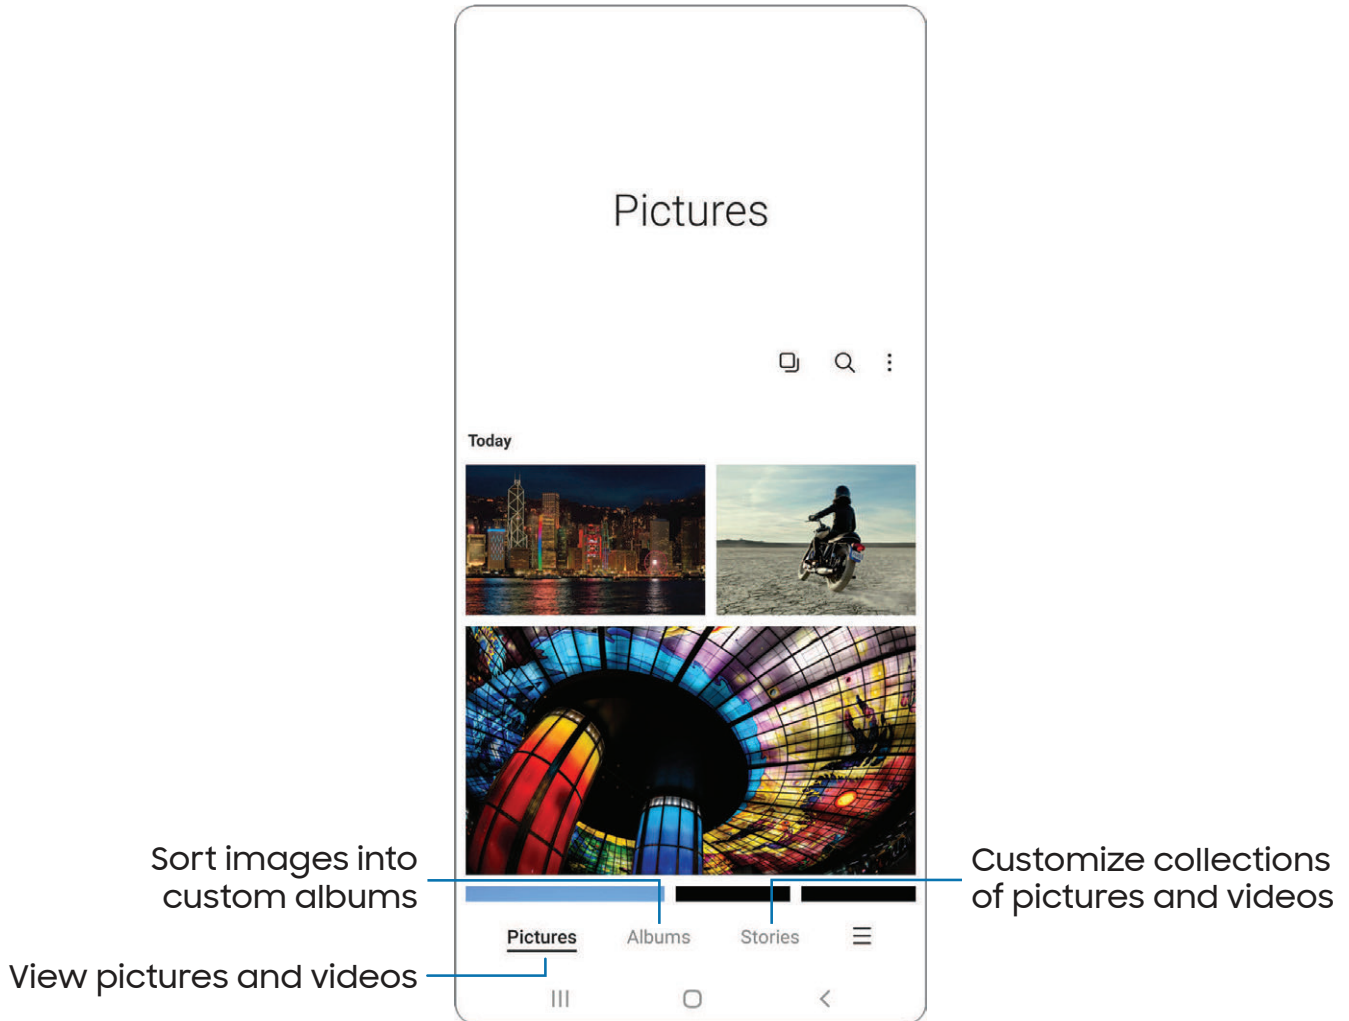 Pictures
Today
Sort images into
custom albums
Customize collections
of pictures and videos
Pictures
Albums
Stories
View pictures and videos